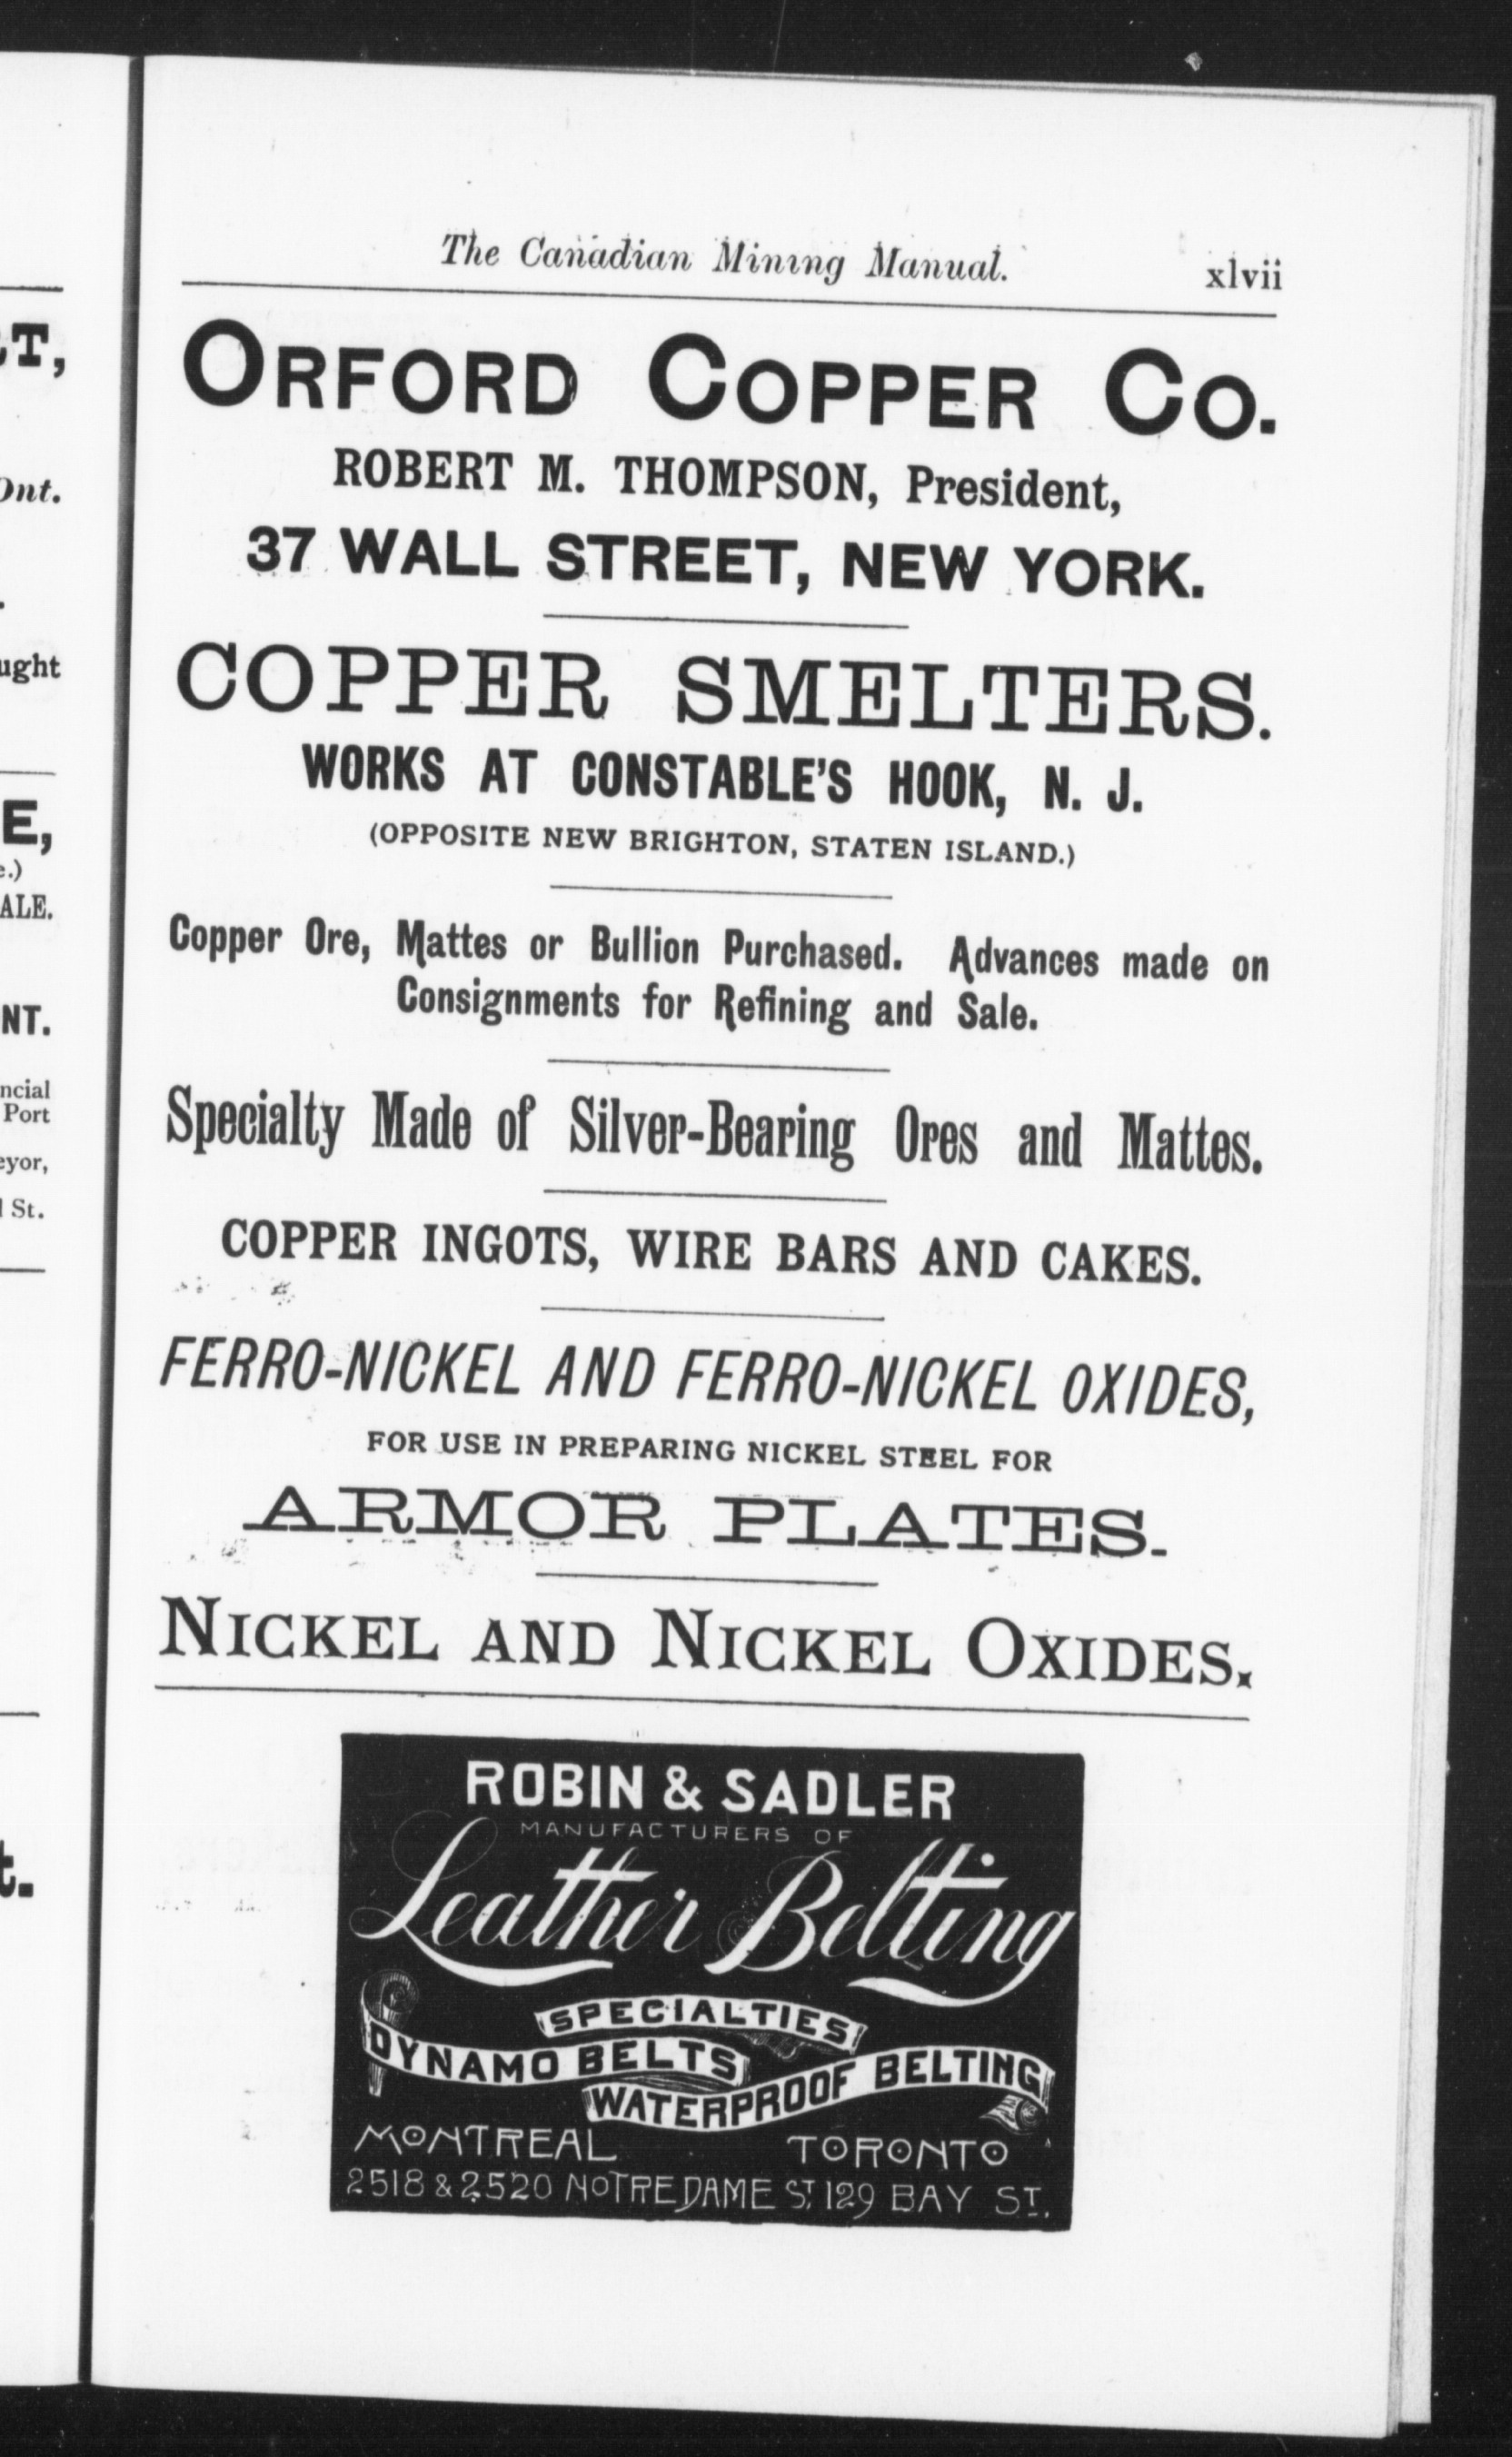 The Canadian Mining Manual. xlvii
ORFORD COPPER CO.
ROBERT M. THOMPSON, President,
37 WALL STREET, NEW YORK.
COPPER SMELTERS.
WORKS AT CONSTABLE'S HOOK, N. J.
(OPPOSITE NEW BRIGHTON, STATEN ISLAND.)
Copper Ore, Mattes or Bullion Purchased. Advances made on
Consignments for Refining and Sale.
Specialty Made of Silver-Bearing Ores and Mattes.
COPPER INGOTS, WIRE BARS AND CAKES.
FERRO-NICKEL AND FERRO-NICKEL OXIDES,
FOR USE IN PREPARING NICKEL STEEL FOR
ARMOR PLATES.
NICKEL AND NICKEL OXIDES.
ROBIN & SADLER
MANUFACTURERS OF
Leather Belting
SPECIALTIES
DYNAMO BELTS
WATERPROOF BELTING
MONTREAL TORONTO
2518 & 2520 NOTRE DAME ST. 129 BAY ST.
Ont.
E,
ALE.
Port
St.